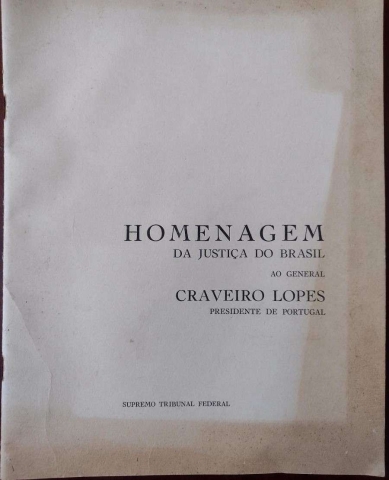 HOMENAGEM
DA JUSTIÇA DO BRASIL
AO GENERAL
CRAVEIRO LOPES
PRESIDENTE DE PORTUGAL
SUPREMO TRIBUNAL FEDERAL